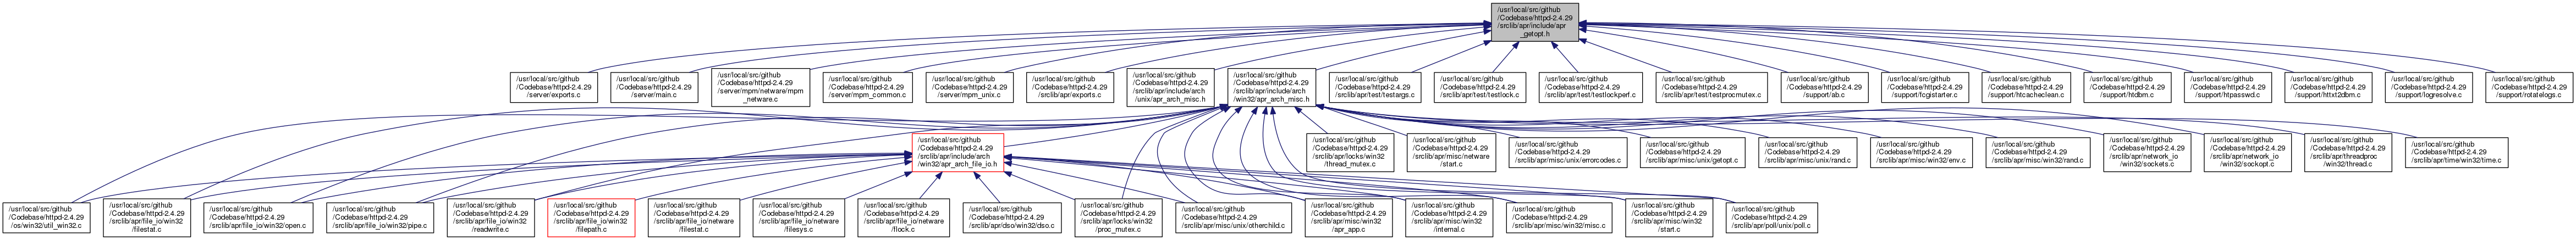 /usr/local/src/github
/Codebase/httpd-2.4.29
/srclib/apr/include/apr
_getopt.h
/usr/local/src/github
/Codebase/httpd-2.4.29
/server/exports.c
/usr/local/src/github
/Codebase/httpd-2.4.29
/server/main.c
/usr/local/src/github
/Codebase/httpd-2.4.29
/server/mpm/netware/mpm
_netware.c
/usr/local/src/github
/Codebase/httpd-2.4.29
/server/mpm_common.c
/usr/local/src/github
/Codebase/httpd-2.4.29
/server/mpm_unix.c
/usr/local/src/github
/Codebase/httpd-2.4.29
/srclib/apr/exports.c
/usr/local/src/github
/Codebase/httpd-2.4.29
/srclib/apr/include/arch
/unix/apr_arch_misc.h
/usr/local/src/github
/Codebase/httpd-2.4.29
/srclib/apr/include/arch
/win32/apr_arch_misc.h
/usr/local/src/github
/Codebase/httpd-2.4.29
/srclib/apr/test/testargs.c
/usr/local/src/github
/Codebase/httpd-2.4.29
/srclib/apr/test/testlock.c
/usr/local/src/github
/Codebase/httpd-2.4.29
/srclib/apr/test/testlockperf.c
/usr/local/src/github
/Codebase/httpd-2.4.29
/srclib/apr/test/testprocmutex.c
/usr/local/src/github
/Codebase/httpd-2.4.29
/support/ab.c
/usr/local/src/github
/Codebase/httpd-2.4.29
/support/fcgistarter.c
/usr/local/src/github
/Codebase/httpd-2.4.29
/support/htcacheclean.c
/usr/local/src/github
/Codebase/httpd-2.4.29
/support/htdbm.c
/usr/local/src/github
/Codebase/httpd-2.4.29
/support/htpasswd.c
/usr/local/src/github
/Codebase/httpd-2.4.29
/support/httxt2dbm.c
/usr/local/src/github
/Codebase/httpd-2.4.29
/support/logresolve.c
/usr/local/src/github
/Codebase/httpd-2.4.29
/support/rotatelogs.c
/usr/local/src/github
/Codebase/httpd-2.4.29
/srclib/apr/include/arch
/win32/apr_arch_file_io.h
/usr/local/src/github
/Codebase/httpd-2.4.29
/srclib/apr/locks/win32
/thread_mutex.c
/usr/local/src/github
/Codebase/httpd-2.4.29
/srclib/apr/misc/netware
/start.c
/usr/local/src/github
/Codebase/httpd-2.4.29
/srclib/apr/misc/unix/errorcodes.c
/usr/local/src/github
/Codebase/httpd-2.4.29
/srclib/apr/misc/unix/getopt.c
/usr/local/src/github
/Codebase/httpd-2.4.29
/srclib/apr/misc/unix/rand.c
/usr/local/src/github
/Codebase/httpd-2.4.29
/srclib/apr/misc/win32/env.c
/usr/local/src/github
/Codebase/httpd-2.4.29
/srclib/apr/misc/win32/rand.c
/usr/local/src/github
/Codebase/httpd-2.4.29
/srclib/apr/network_io
/win32/sockets.c
/usr/local/src/github
/Codebase/httpd-2.4.29
/srclib/apr/network_io
/win32/sockopt.c
/usr/local/src/github
/Codebase/httpd-2.4.29
/srclib/apr/threadproc
/win32/thread.c
/usr/local/src/github
/Codebase/httpd-2.4.29
/srclib/apr/time/win32/time.c
/usr/local/src/github
/Codebase/httpd-2.4.29
/os/win32/util_win32.c
/usr/local/src/github
/Codebase/httpd-2.4.29
/srclib/apr/file_io/win32
/filestat.c
/usr/local/src/github
/Codebase/httpd-2.4.29
/srclib/apr/file_io/win32/open.c
/usr/local/src/github
/Codebase/httpd-2.4.29
/srclib/apr/file_io/win32/pipe.c
/usr/local/src/github
/Codebase/httpd-2.4.29
/srclib/apr/file_io/win32
/readwrite.c
/usr/local/src/github
/Codebase/httpd-2.4.29
/srclib/apr/file_io/win32
/filepath.c
/usr/local/src/github
/Codebase/httpd-2.4.29
/srclib/apr/file_io/netware
/filestat.c
/usr/local/src/github
/Codebase/httpd-2.4.29
/srclib/apr/file_io/netware
/filesys.c
/usr/local/src/github
/Codebase/httpd-2.4.29
/srclib/apr/file_io/netware
/flock.c
/usr/local/src/github
/Codebase/httpd-2.4.29
/srclib/apr/dso/win32/dso.c
/usr/local/src/github
/Codebase/httpd-2.4.29
/srclib/apr/locks/win32
/proc_mutex.c
/usr/local/src/github
/Codebase/httpd-2.4.29
/srclib/apr/misc/unix/otherchild.c
/usr/local/src/github
/Codebase/httpd-2.4.29
/srclib/apr/misc/win32
/apr_app.c
/usr/local/src/github
/Codebase/httpd-2.4.29
/srclib/apr/misc/win32
/internal.c
/usr/local/src/github
/Codebase/httpd-2.4.29
/srclib/apr/misc/win32/misc.c
/usr/local/src/github
/Codebase/httpd-2.4.29
/srclib/apr/misc/win32
/start.c
/usr/local/src/github
/Codebase/httpd-2.4.29
/srclib/apr/poll/unix/poll.c